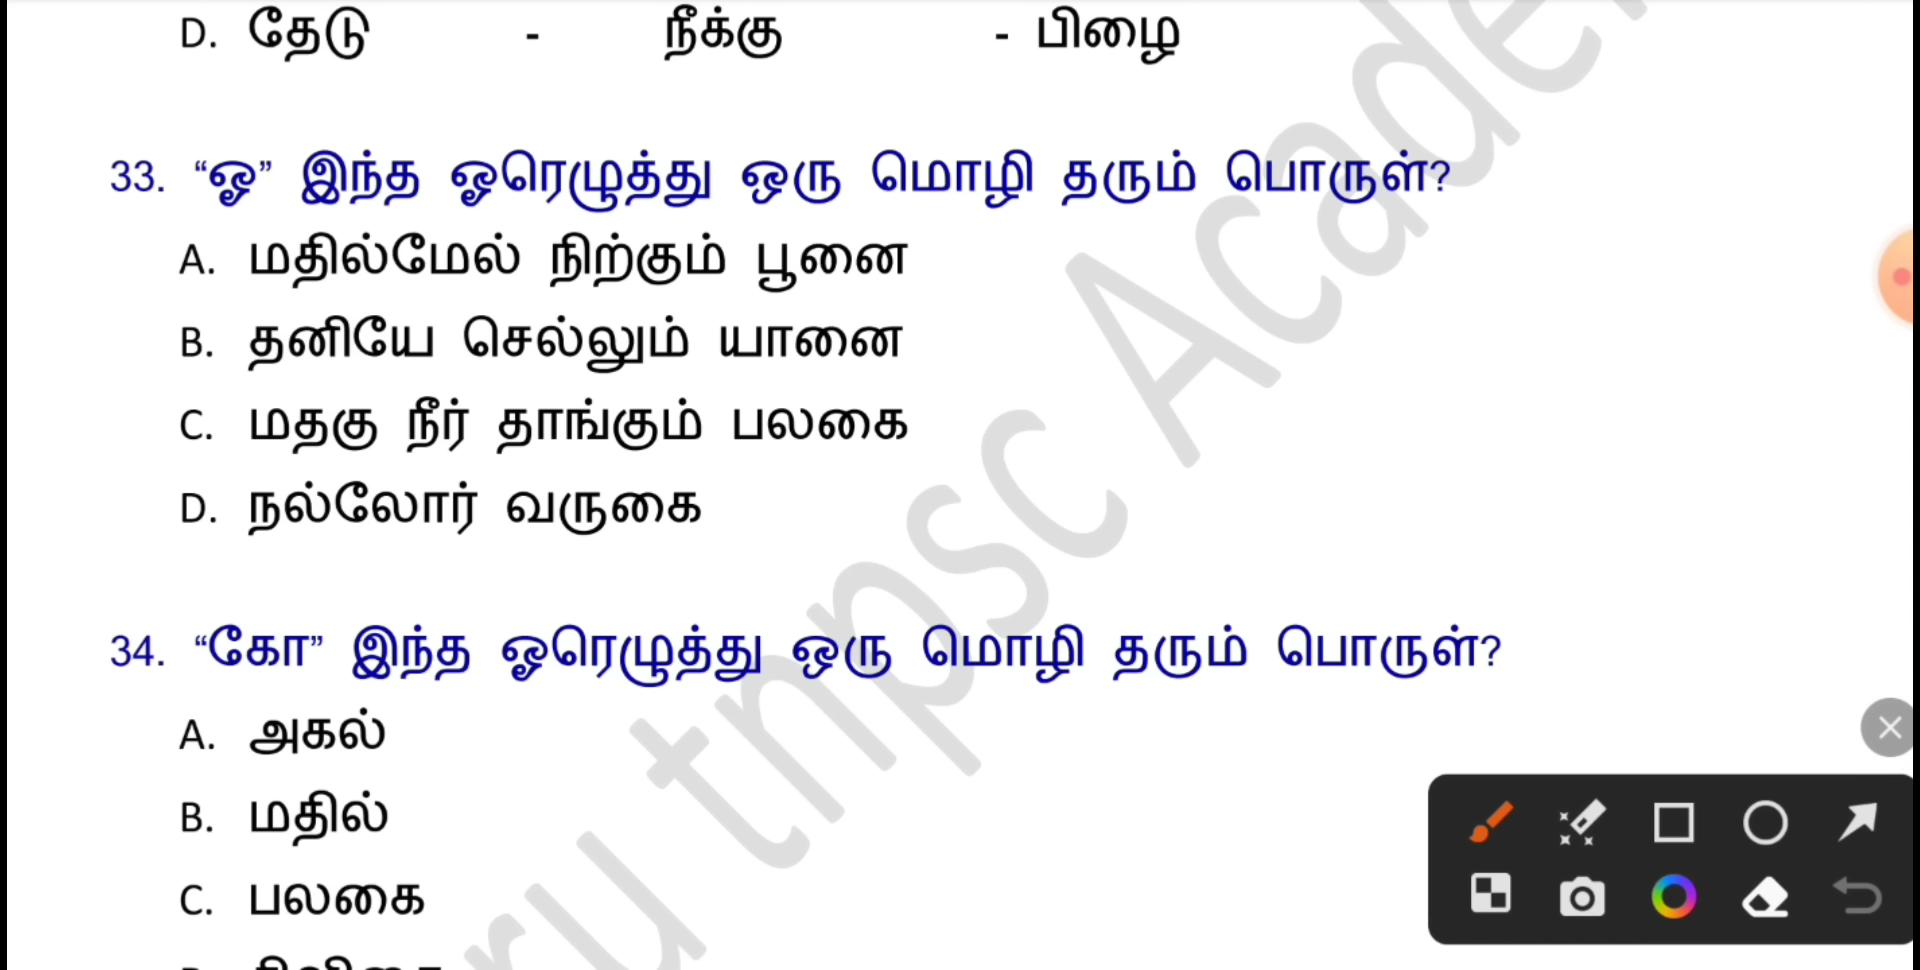 D. தேடு - நீக்கு - பிழை
33. “ஓ” இந்த ஓரெழுத்து ஒரு மொழி தரும் பொருள்?
A. மதில்மேல் நிற்கும் பூனை
B. தனியே செல்லும் யானை
C. மதகு நீர் தாங்கும் பலகை
D. நல்லோர் வருகை
34. “கோ” இந்த ஓரெழுத்து ஒரு மொழி தரும் பொருள்?
A. அகல்
B. மதில்
C. பலகை